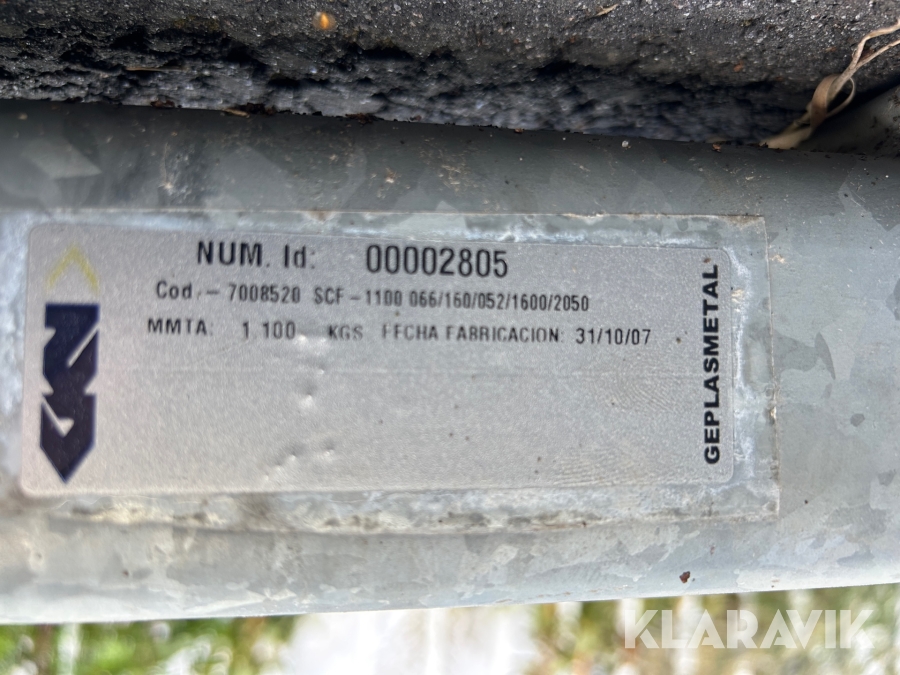 NUM. Id: 00002805
Cod.- 7008520 SCF-1100 066/160/052/1600/2050
MMTA: 1.100 KGS FECHA FABRICACION: 31/10/07
GEPLASMETAL
KLARAVIK